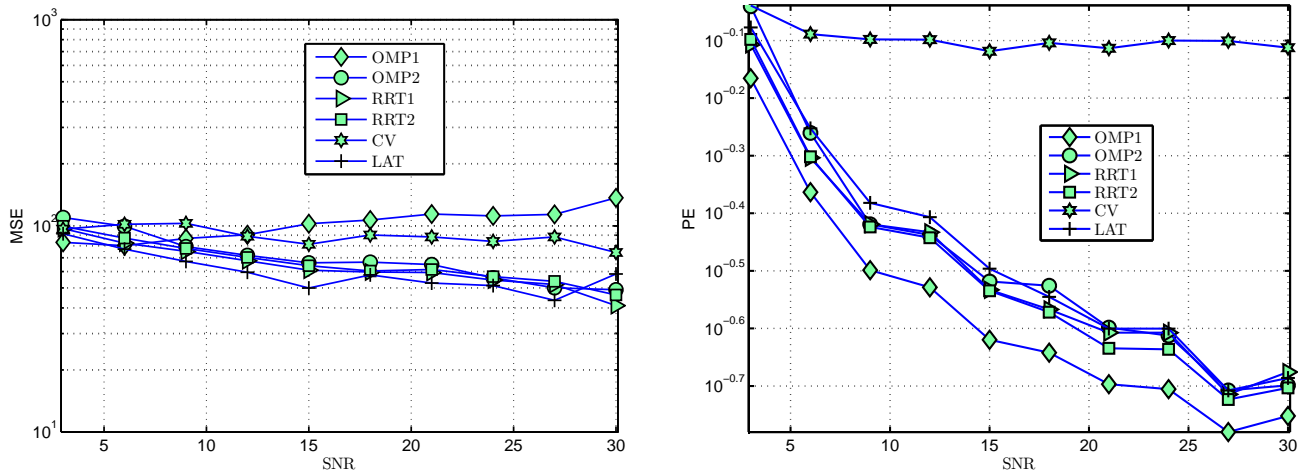 10^3
10^2
10^1
MSE
OMP1
OMP2
RRT1
RRT2
CV
LAT
5 10 15 20 25 30
SNR
10^−0.1
10^−0.2
10^−0.3
10^−0.4
10^−0.5
10^−0.6
10^−0.7
PE
OMP1
OMP2
RRT1
RRT2
CV
LAT
5 10 15 20 25 30
SNR